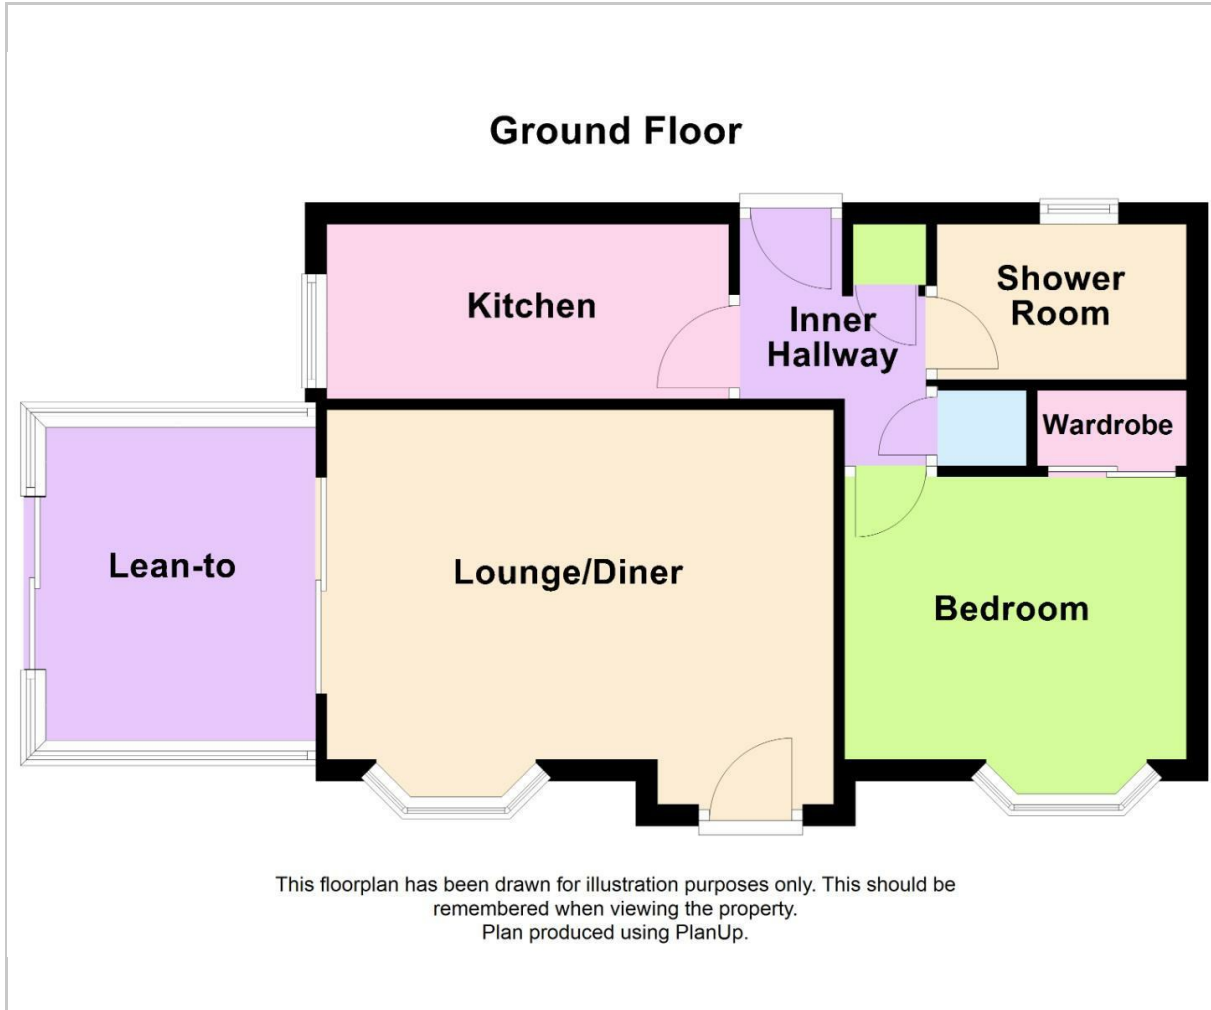 Ground Floor
Kitchen
Shower
Room
Inner
Hallway
Wardrobe
Lean-to
Lounge/Diner
Bedroom
This floorplan has been drawn for illustration purposes only. This should be
remembered when viewing the property.
Plan produced using PlanUp.